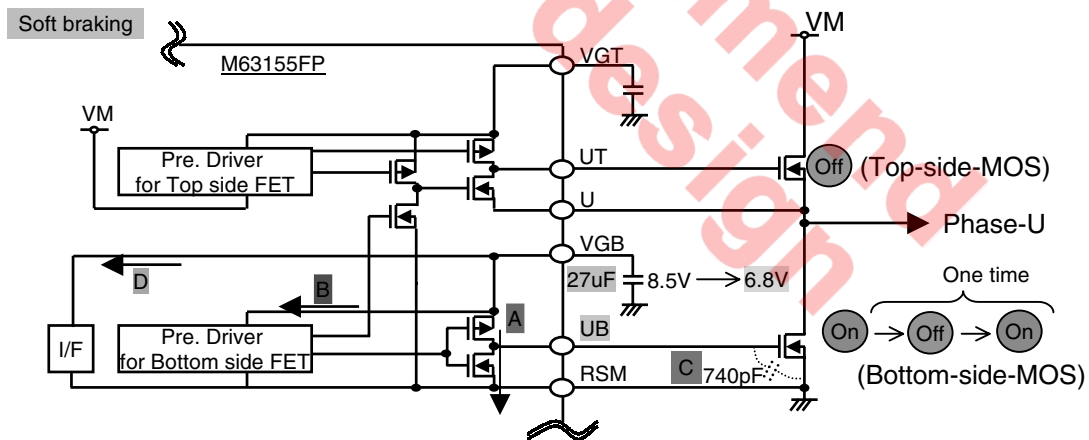 Soft braking
M63155FP
VM
VM
VGT
Pre. Driver
for Top side FET
UT
Off
(Top-side-MOS)
U
Phase-U
VGB
D
27uF
8.5V
6.8V
One time
B
A
I/F
Pre. Driver
for Bottom side FET
UB
On
Off
On
RSM
C
740pF
(Bottom-side-MOS)
mmend
design